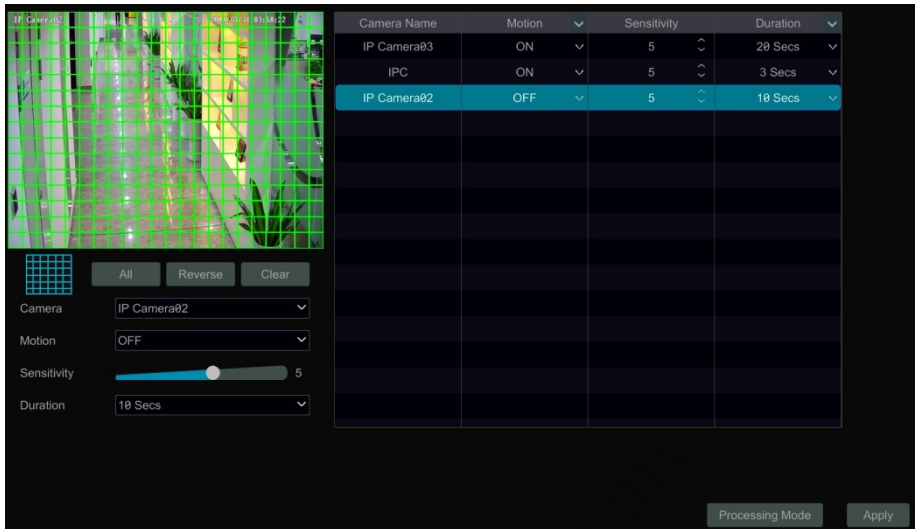 IP Camera02
Camera Name Motion Sensitivity Duration
IP Camera03 ON 5 20 Secs
IPC ON 5 3 Secs
IP Camera02 OFF 5 10 Secs
All Reverse Clear
Camera IP Camera02
Motion OFF
Sensitivity 5
Duration 10 Secs
Processing Mode Apply